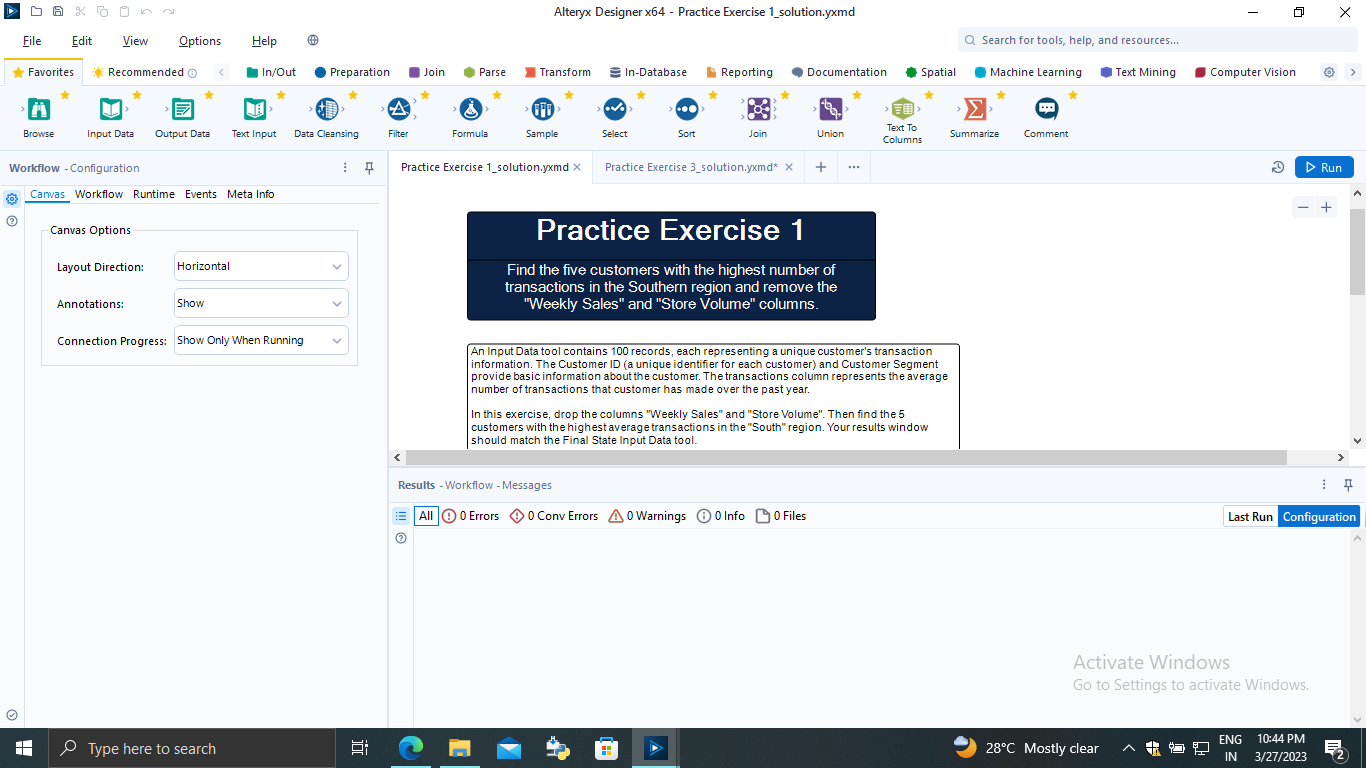 Alteryx Designer x64 - Practice Exercise 1_solution.yxmd
File Edit View Options Help
Search for tools, help, and resources...
Favorites Recommended In/Out Preparation Join Parse Transform In-Database Reporting Documentation Spatial Machine Learning Text Mining Computer Vision
Browse Input Data Output Data Text Input Data Cleansing Filter Formula Sample Select Sort Join Union Text To Columns Summarize Comment
Workflow - Configuration
Canvas Workflow Runtime Events Meta Info
Canvas Options
Layout Direction: Horizontal
Annotations: Show
Connection Progress: Show Only When Running
Practice Exercise 1_solution.yxmd Practice Exercise 3_solution.yxmd*
Run
Practice Exercise 1
Find the five customers with the highest number of
transactions in the Southern region and remove the
"Weekly Sales" and "Store Volume" columns.
An Input Data tool contains 100 records, each representing a unique customer's transaction
information. The Customer ID (a unique identifier for each customer) and Customer Segment
provide basic information about the customer. The transactions column represents the average
number of transactions that customer has made over the past year.
In this exercise, drop the columns "Weekly Sales" and "Store Volume". Then find the 5
customers with the highest average transactions in the "South" region. Your results window
should match the Final State Input Data tool.
Results - Workflow - Messages
All 0 Errors 0 Conv Errors 0 Warnings 0 Info 0 Files
Last Run Configuration
Activate Windows
Go to Settings to activate Windows.
Type here to search
28°C Mostly clear
ENG
IN
10:44 PM
3/27/2023
2